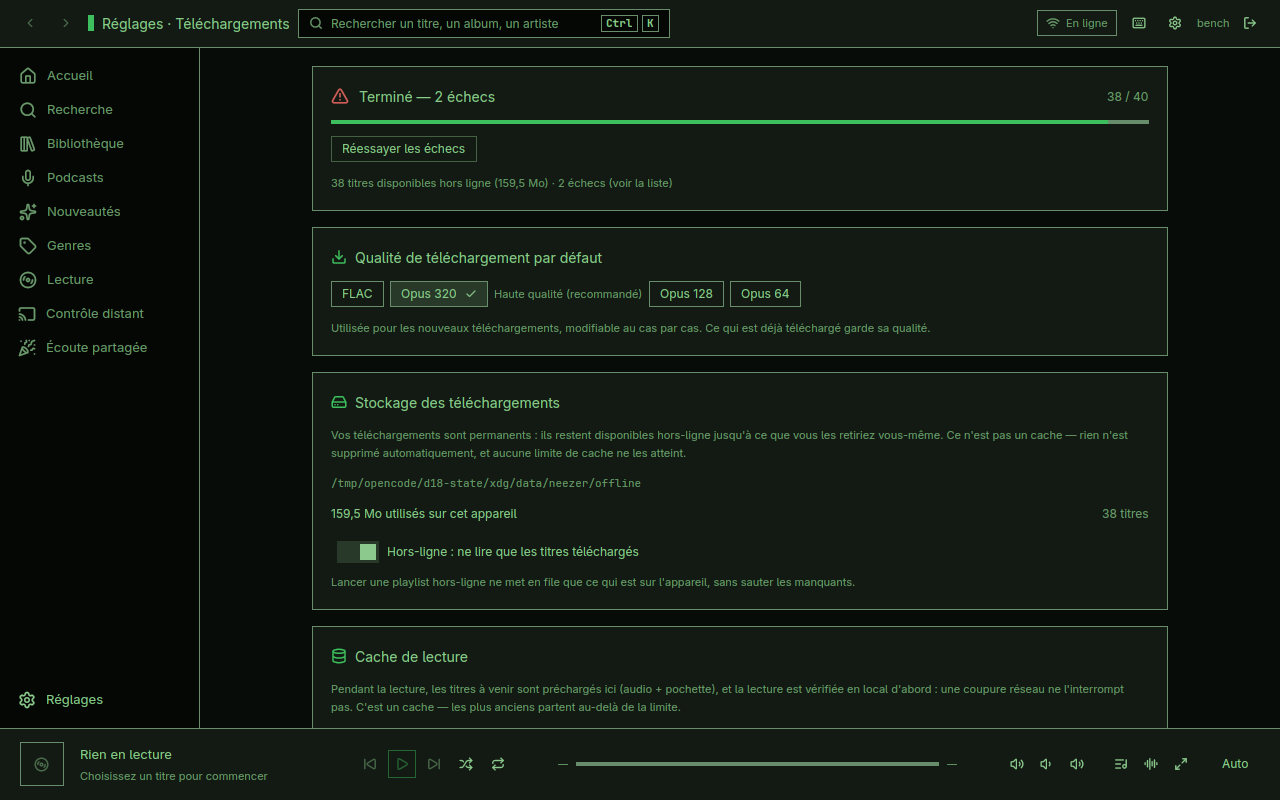 Réglages · Téléchargements
Rechercher un titre, un album, un artiste
Ctrl K
En ligne
bench
Accueil
Recherche
Bibliothèque
Podcasts
Nouveautés
Genres
Lecture
Contrôle distant
Écoute partagée
Réglages
Terminé — 2 échecs
38 / 40
Réessayer les échecs
38 titres disponibles hors ligne (159,5 Mo) · 2 échecs (voir la liste)
Qualité de téléchargement par défaut
FLAC
Opus 320
Haute qualité (recommandé)
Opus 128
Opus 64
Utilisée pour les nouveaux téléchargements, modifiable au cas par cas. Ce qui est déjà téléchargé garde sa qualité.
Stockage des téléchargements
Vos téléchargements sont permanents : ils restent disponibles hors-ligne jusqu'à ce que vous les retiriez vous-même. Ce n'est pas un cache — rien n'est
supprimé automatiquement, et aucune limite de cache ne les atteint.
/tmp/opencode/d18-state/xdg/data/neezer/offline
159,5 Mo utilisés sur cet appareil
38 titres
Hors-ligne : ne lire que les titres téléchargés
Lancer une playlist hors-ligne ne met en file que ce qui est sur l'appareil, sans sauter les manquants.
Cache de lecture
Pendant la lecture, les titres à venir sont préchargés ici (audio + pochette), et la lecture est vérifiée en local d'abord : une coupure réseau ne l'interrompt
pas. C'est un cache — les plus anciens partent au-delà de la limite.
Rien en lecture
Choisissez un titre pour commencer
—
—
Auto